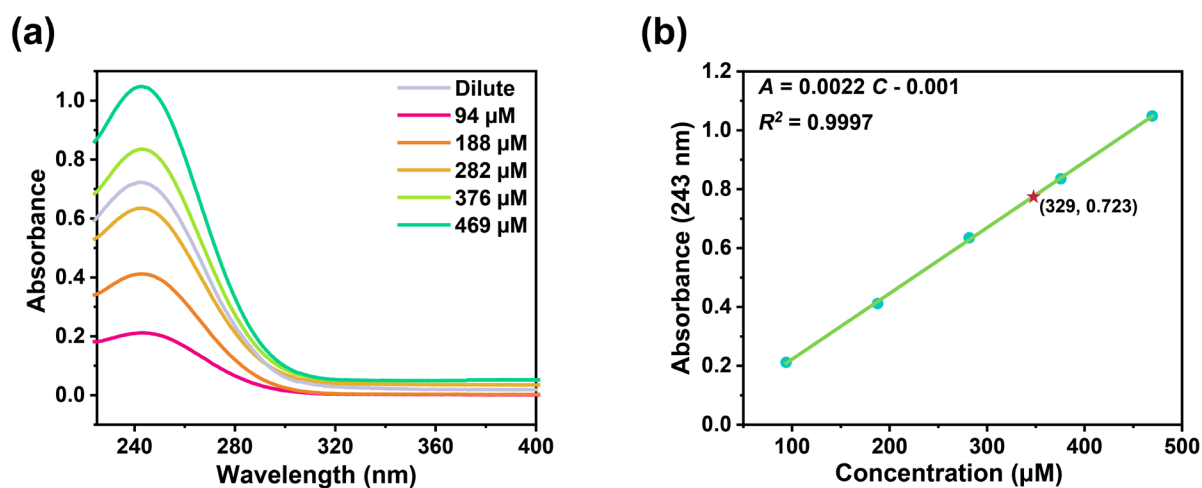 (a)
Absorbance
1.0
0.8
0.6
0.4
0.2
0.0
Dilute
94 μM
188 μM
282 μM
376 μM
469 μM
240 280 320 360 400
Wavelength (nm)
(b)
Absorbance (243 nm)
1.2
1.0
0.8
0.6
0.4
0.2
0.0
A = 0.0022 C - 0.001
R² = 0.9997
(329, 0.723)
100 200 300 400 500
Concentration (μM)